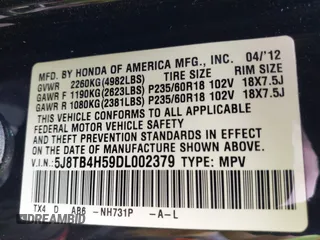 MFD. BY HONDA OF AMERICA MFG., INC. 04/'12
GVWR 2260KG(4982LBS) TIRE SIZE RIM SIZE
GAWR F 1190KG(2623LBS) P235/60R18 102V 18X7.5J
GAWR R 1080KG(2381LBS) P235/60R18 102V 18X7.5J
THIS VEHICLE CONFORMS TO ALL APPLICABLE
FEDERAL MOTOR VEHICLE SAFETY, BUMPER,
AND THEFT PREVENTION STANDARDS IN EFFECT ON
THE DATE OF MANUFACTURE SHOWN ABOVE.
V.I.N: 5J8TB4H59DL002379 TYPE: MPV
TX4 D AB6 -NH731P -A-L
DREAMBID